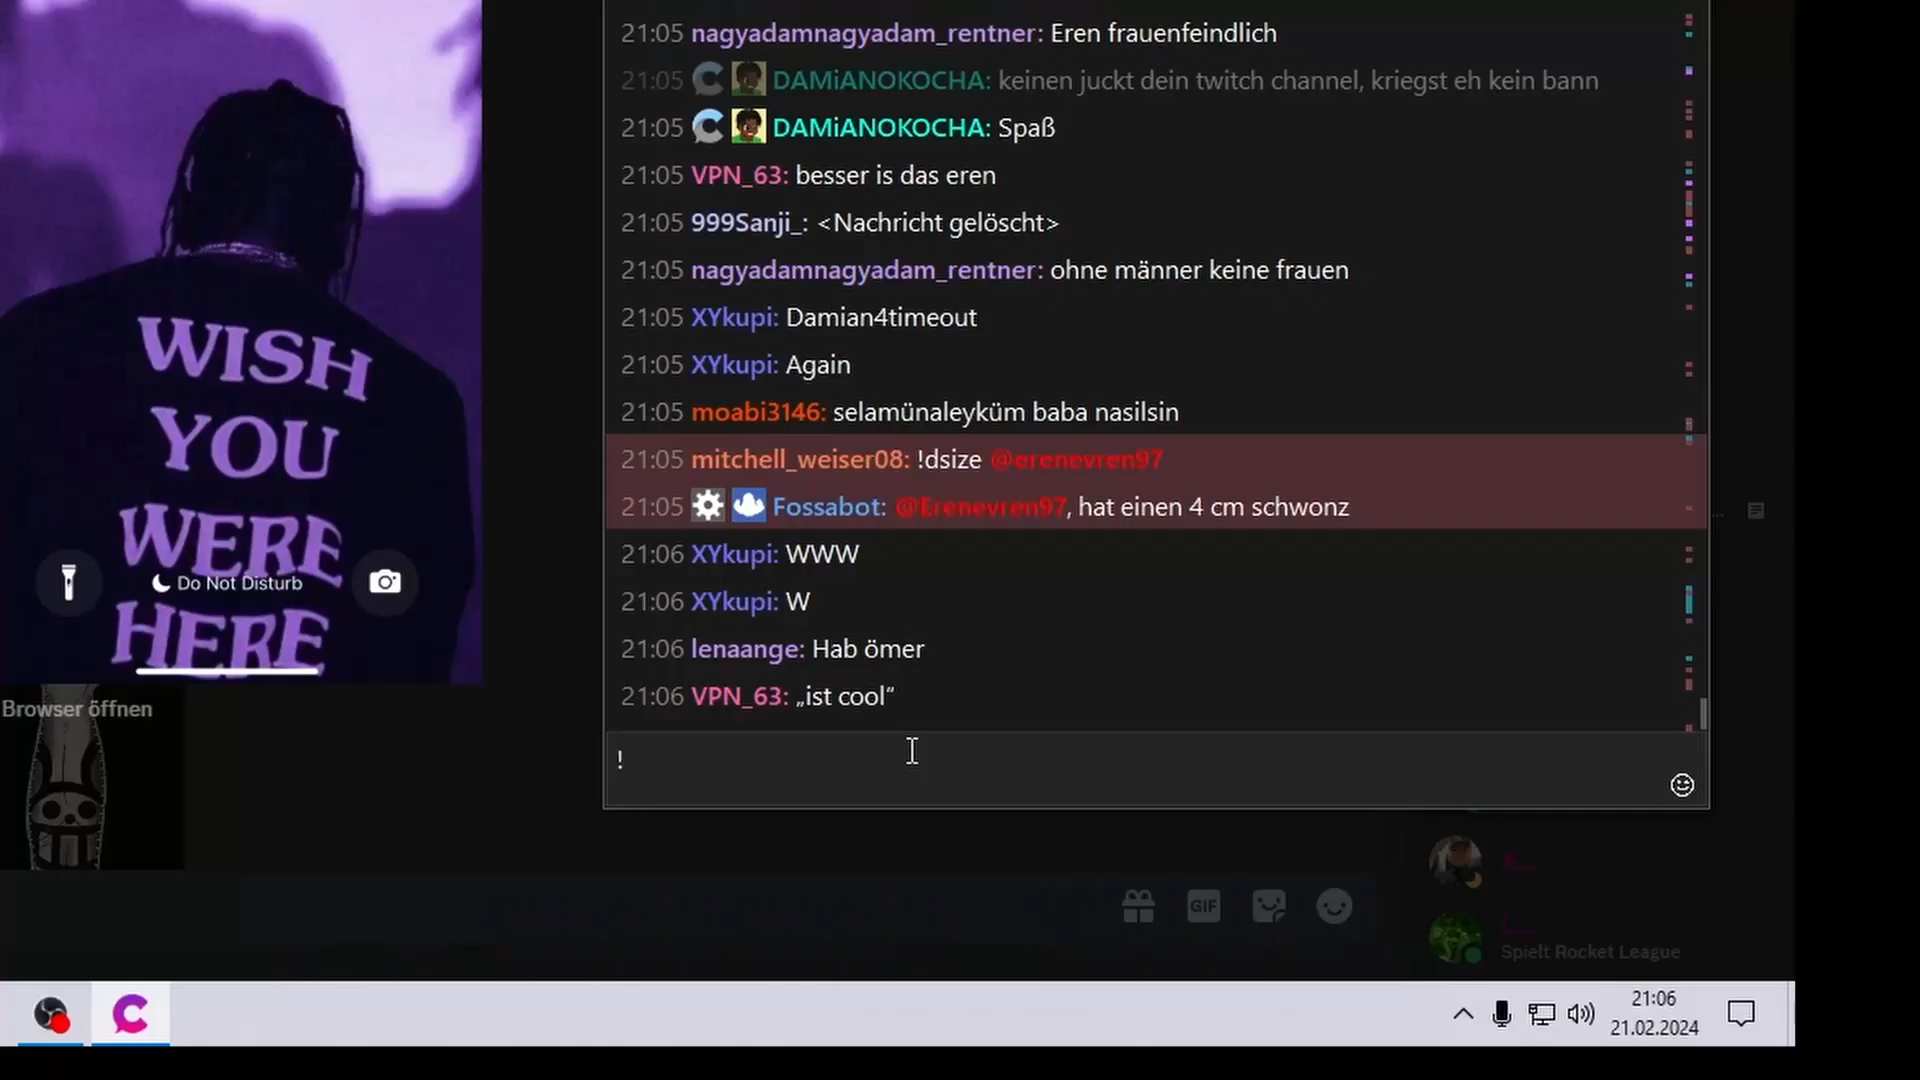 21:05 nagyadamnagyadam_rentner: Eren frauenfeindlich
21:05 DAMiANOKOCHA: keinen juckt dein twitch channel, kriegst eh kein bann
21:05 DAMiANOKOCHA: Spaß
21:05 VPN_63: besser is das eren
21:05 999Sanji_: <Nachricht gelöscht>
21:05 nagyadamnagyadam_rentner: ohne männer keine frauen
21:05 XYkupi: Damian4timeout
21:05 XYkupi: Again
21:05 moabi3146: selamünaleyküm baba nasilsin
21:05 mitchell_weiser08: !dsize @erenevren97
21:05 Fossabot: @Erenevren97, hat einen 4 cm schwonz
21:06 XYkupi: WWW
21:06 XYkupi: W
21:06 lenaange: Hab ömer
21:06 VPN_63: „ist cool“
!
WISH
YOU
WERE
Do Not Disturb
HERE
Browser öffnen
GIF
Spielt Rocket League
21:06
21.02.2024